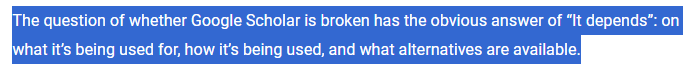 The question of whether Google Scholar is broken has the obvious answer of “It depends”: on
what it’s being used for, how it’s being used, and what alternatives are available.